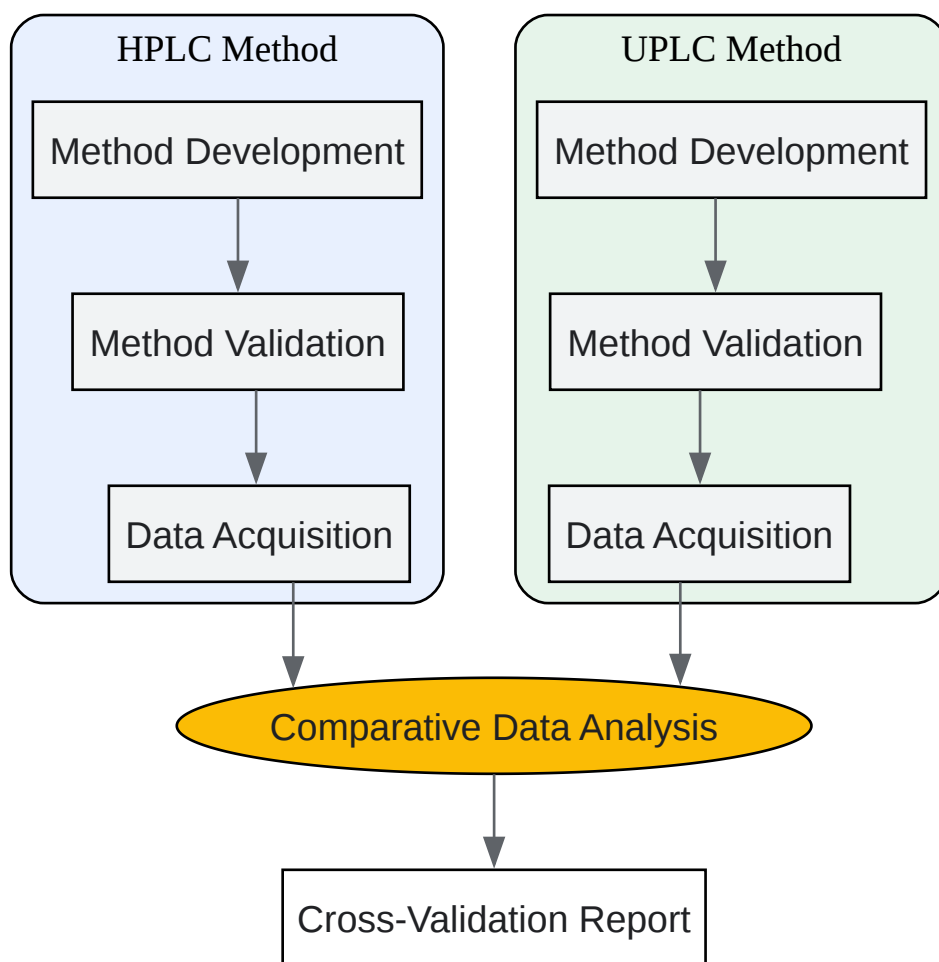 HPLC Method
Method Development
Method Validation
Data Acquisition
UPLC Method
Method Development
Method Validation
Data Acquisition
Comparative Data Analysis
Cross-Validation Report